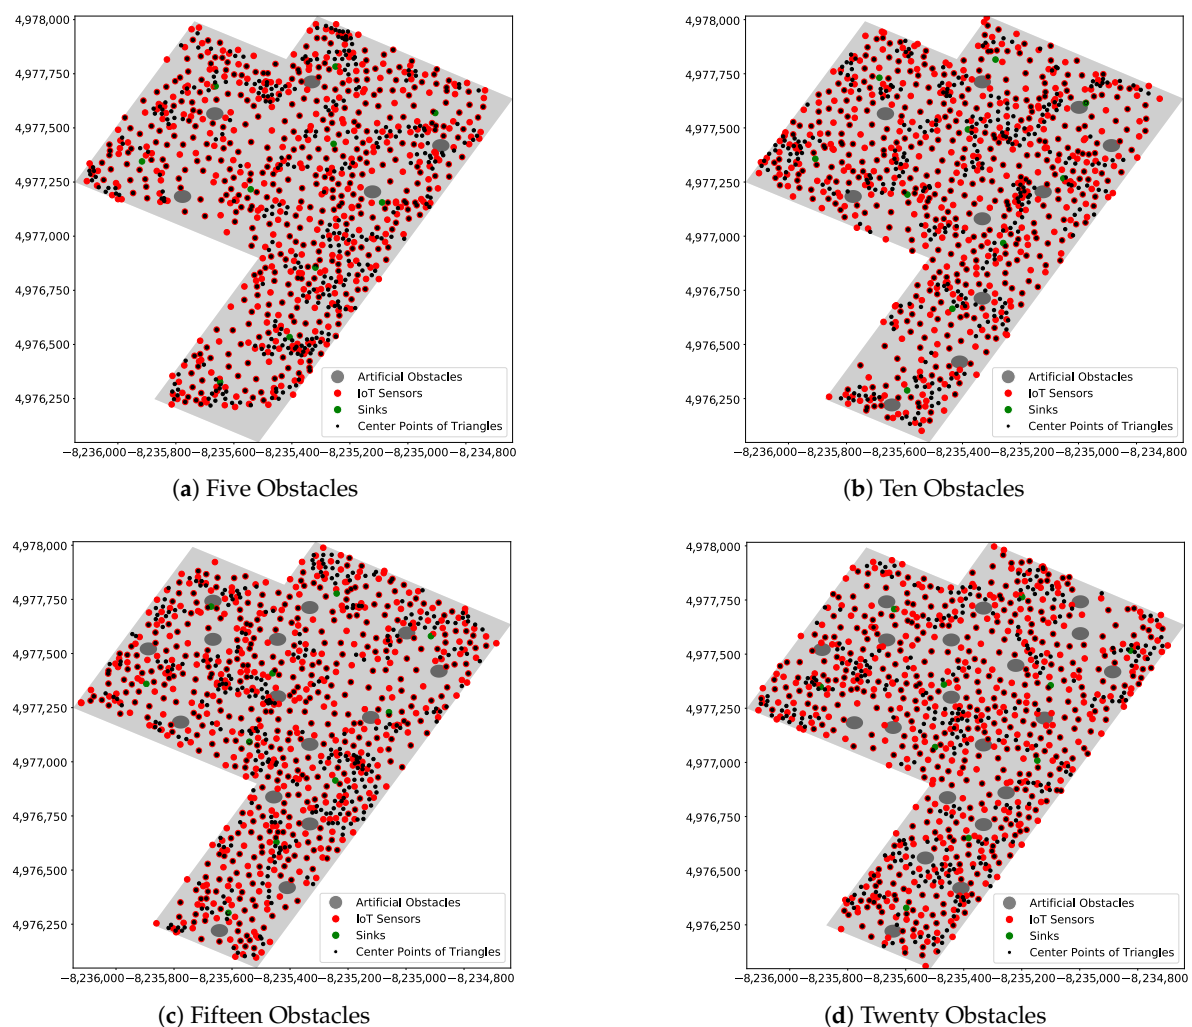 4,978,000
4,977,750
4,977,500
4,977,250
4,977,000
4,976,750
4,976,500
4,976,250
Artificial Obstacles
IoT Sensors
Sinks
Center Points of Triangles
−8,236,000 −8,235,800 −8,235,600 −8,235,400 −8,235,200 −8,235,000 −8,234,800
(a) Five Obstacles
4,978,000
4,977,750
4,977,500
4,977,250
4,977,000
4,976,750
4,976,500
4,976,250
Artificial Obstacles
IoT Sensors
Sinks
Center Points of Triangles
−8,236,000 −8,235,800 −8,235,600 −8,235,400 −8,235,200 −8,235,000 −8,234,800
(b) Ten Obstacles
4,978,000
4,977,750
4,977,500
4,977,250
4,977,000
4,976,750
4,976,500
4,976,250
Artificial Obstacles
IoT Sensors
Sinks
Center Points of Triangles
−8,236,000 −8,235,800 −8,235,600 −8,235,400 −8,235,200 −8,235,000 −8,234,800
(c) Fifteen Obstacles
4,978,000
4,977,750
4,977,500
4,977,250
4,977,000
4,976,750
4,976,500
4,976,250
Artificial Obstacles
IoT Sensors
Sinks
Center Points of Triangles
−8,236,000 −8,235,800 −8,235,600 −8,235,400 −8,235,200 −8,235,000 −8,234,800
(d) Twenty Obstacles